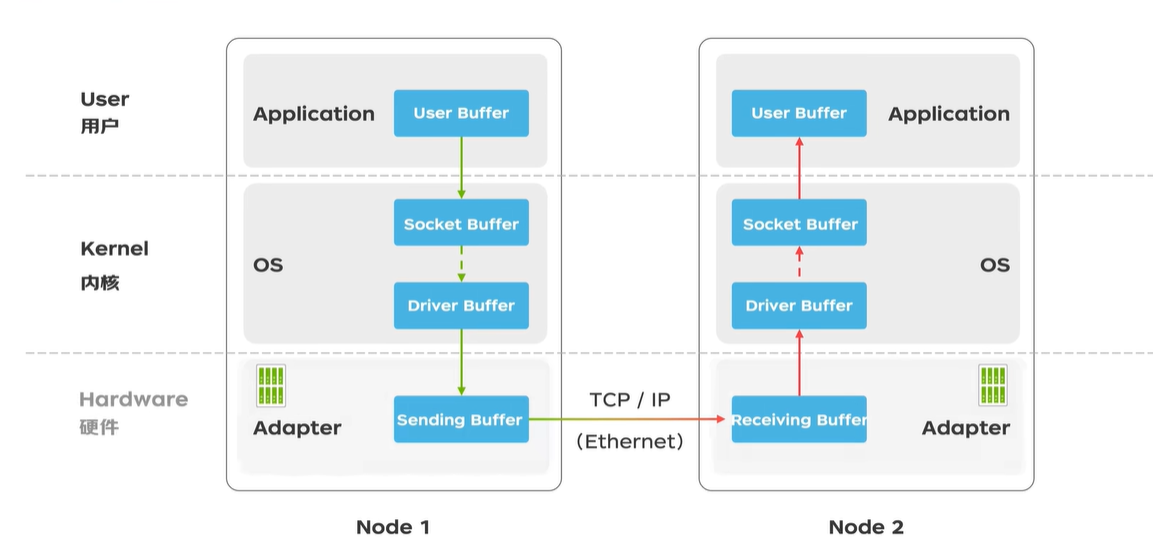 User
用户
Application
User Buffer
User Buffer
Application
Kernel
内核
OS
Socket Buffer
Driver Buffer
Socket Buffer
Driver Buffer
OS
Hardware
硬件
Adapter
Sending Buffer
TCP / IP
(Ethernet)
Receiving Buffer
Adapter
Node 1
Node 2